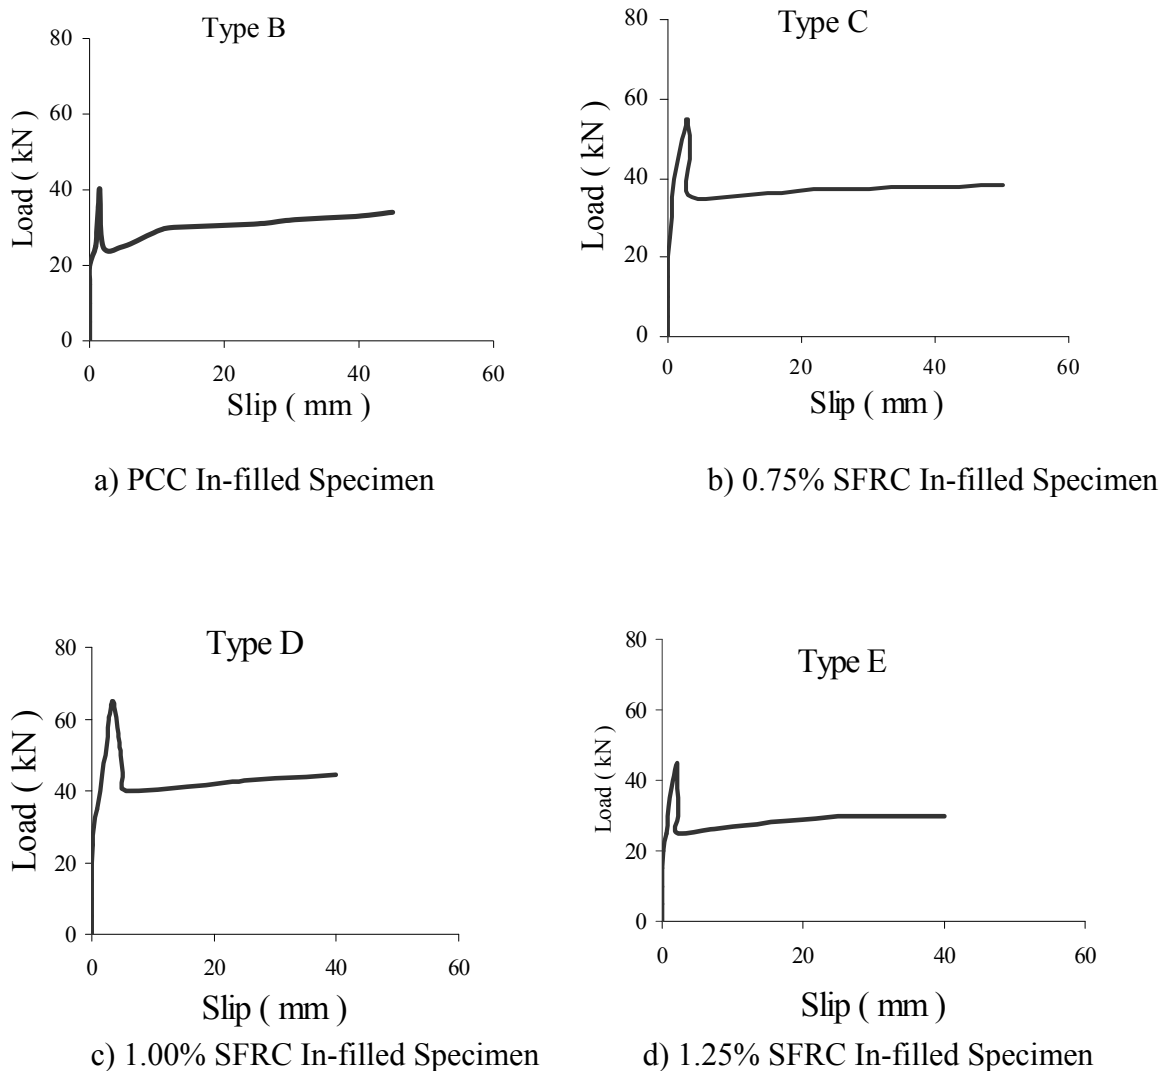 Type B
80
60
40
20
0
0
20
40
60
Load ( kN )
Slip ( mm )
a) PCC In-filled Specimen
Type C
80
60
40
20
0
0
20
40
60
Load ( kN )
Slip ( mm )
b) 0.75% SFRC In-filled Specimen
Type D
80
60
40
20
0
0
20
40
60
Load ( kN )
Slip ( mm )
c) 1.00% SFRC In-filled Specimen
Type E
80
60
40
20
0
0
20
40
60
Load ( kN )
Slip ( mm )
d) 1.25% SFRC In-filled Specimen